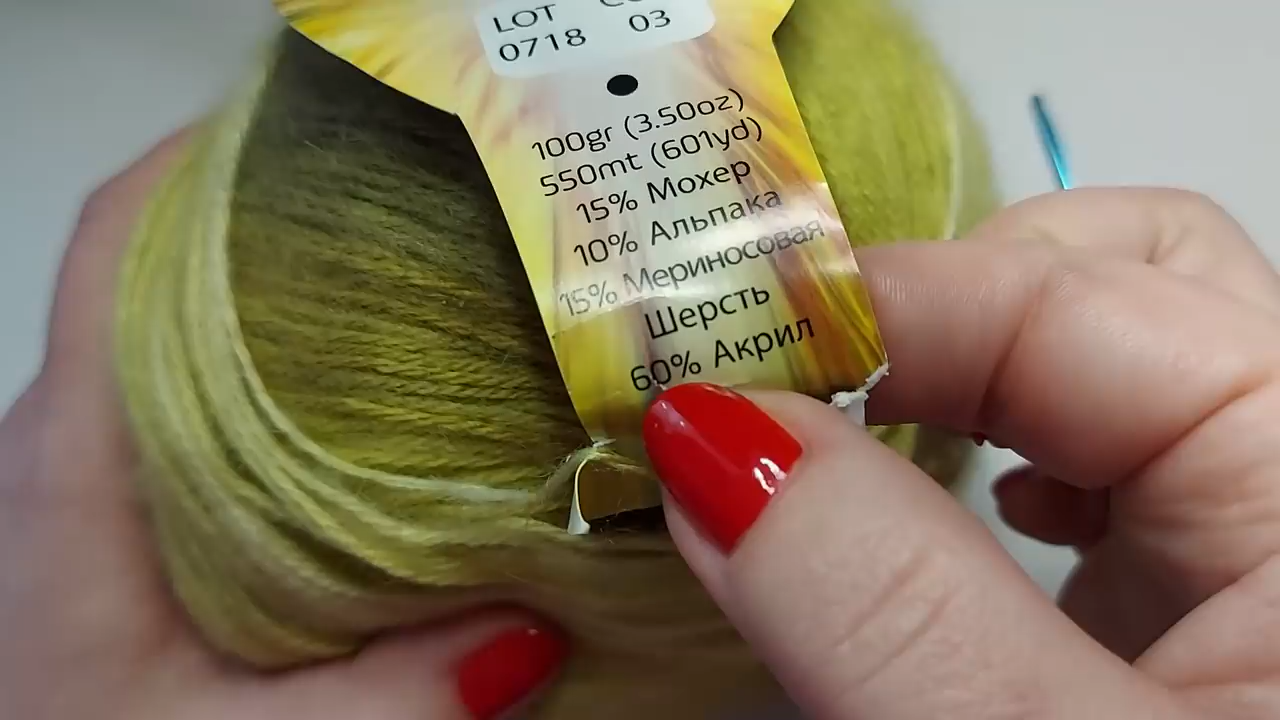 LOT
0718 03
100gr (3.50oz)
550mt (601yd)
15% Мохер
10% Альпака
15% Мериносовая
Шерсть
60% Акрил